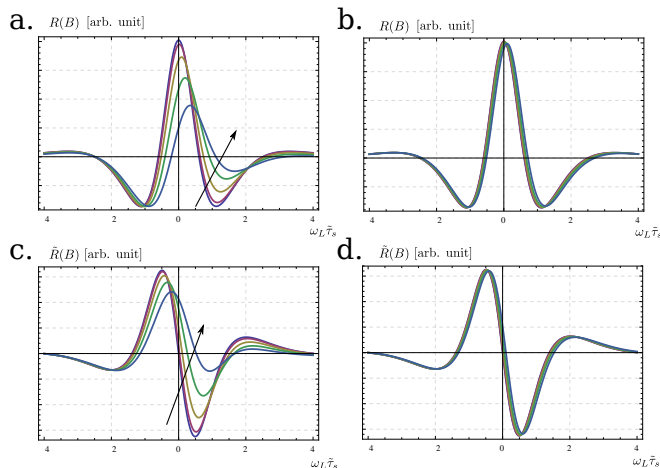 a.
R(B) [arb. unit]
4 2 0 2 4
ω_L τ̃_s
b.
R(B) [arb. unit]
4 2 0 2 4
ω_L τ̃_s
c.
R̃(B) [arb. unit]
4 2 0 2 4
ω_L τ̃_s
d.
R̃(B) [arb. unit]
4 2 0 2 4
ω_L τ̃_s